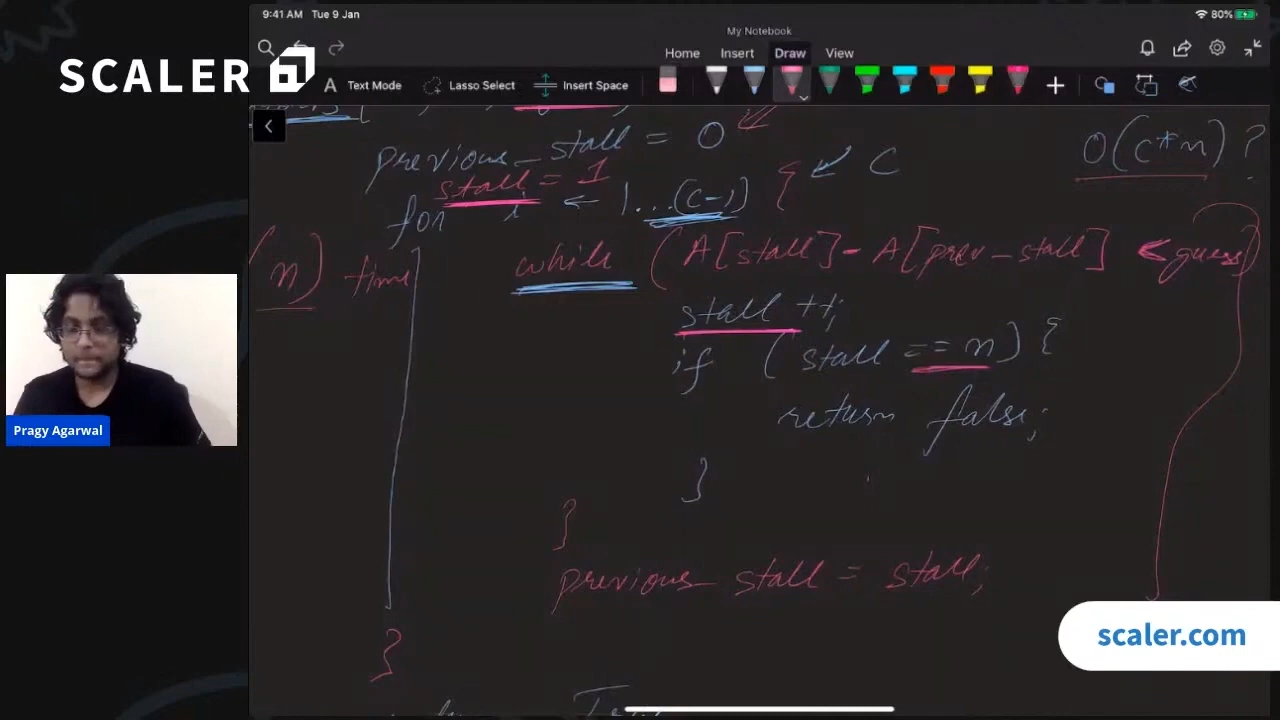 9:41 AM Tue 9 Jan
80%
My Notebook
Home Insert Draw View
SCALER
Text Mode Lasso Select Insert Space
previous_stall = 0
O(c*n) ?
stall = 1
for i ← 1...(c-1) { C
n) time
while (A[stall] - A[prev-stall] < guess)
stall ++;
if (stall == n) {
return false;
}
}
previous_stall = stall;
}
Pragy Agarwal
scaler.com